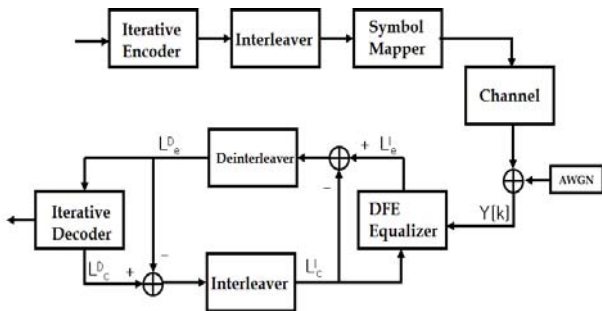 Iterative
Encoder
Interleaver
Symbol
Mapper
Channel
AWGN
Y[k]
DFE
Equalizer
+ L^I_e
-
Deinterleaver
L^D_e
Iterative
Decoder
L^D_c +
-
Interleaver
L^I_c